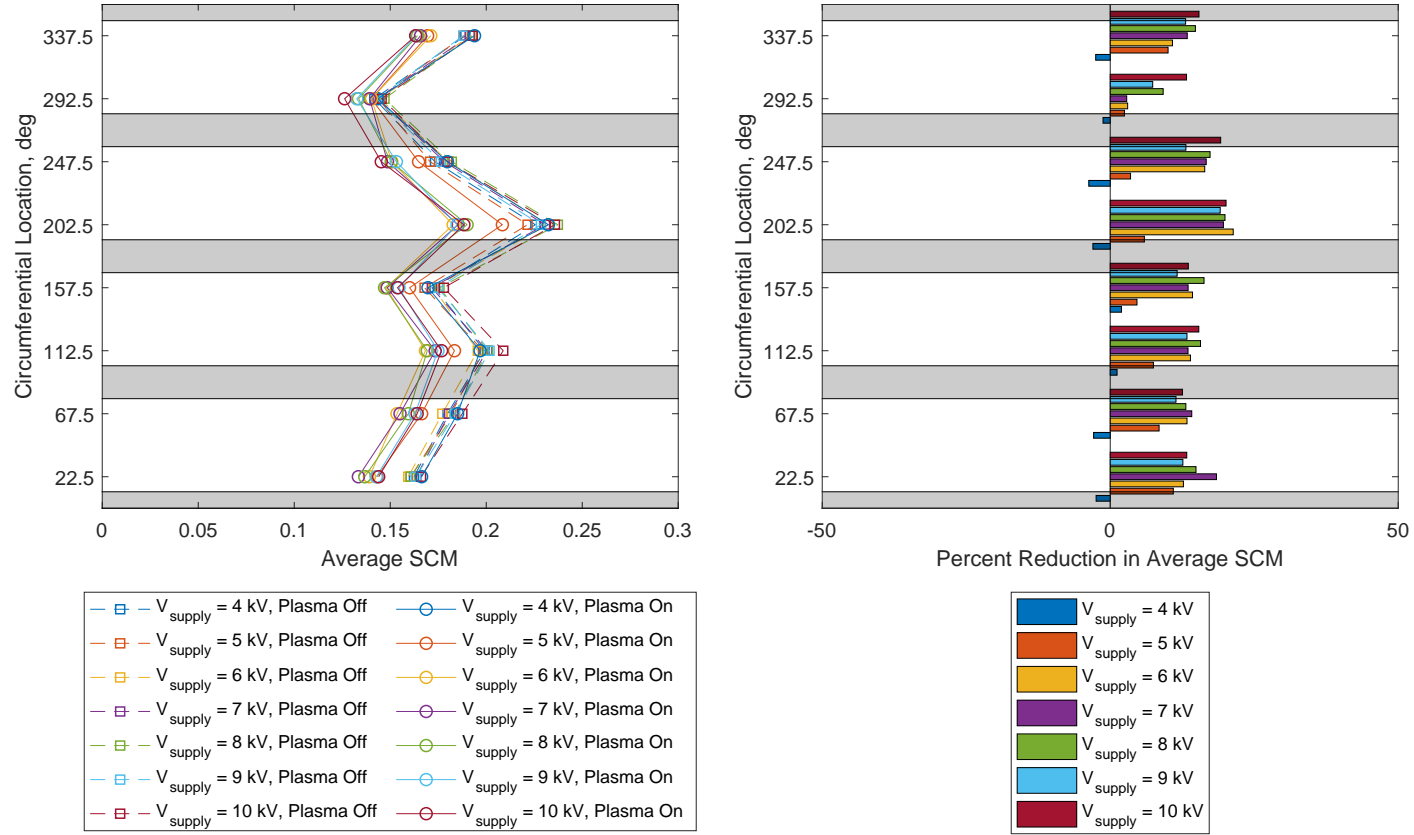 Circumferential Location, deg
337.5
292.5
247.5
202.5
157.5
112.5
67.5
22.5
0
0.05
0.1
0.15
0.2
0.25
0.3
Average SCM
V supply = 4 kV, Plasma Off
V supply = 5 kV, Plasma Off
V supply = 6 kV, Plasma Off
V supply = 7 kV, Plasma Off
V supply = 8 kV, Plasma Off
V supply = 9 kV, Plasma Off
V supply = 10 kV, Plasma Off
V supply = 4 kV, Plasma On
V supply = 5 kV, Plasma On
V supply = 6 kV, Plasma On
V supply = 7 kV, Plasma On
V supply = 8 kV, Plasma On
V supply = 9 kV, Plasma On
V supply = 10 kV, Plasma On
Circumferential Location, deg
337.5
292.5
247.5
202.5
157.5
112.5
67.5
22.5
-50
0
50
Percent Reduction in Average SCM
V supply = 4 kV
V supply = 5 kV
V supply = 6 kV
V supply = 7 kV
V supply = 8 kV
V supply = 9 kV
V supply = 10 kV